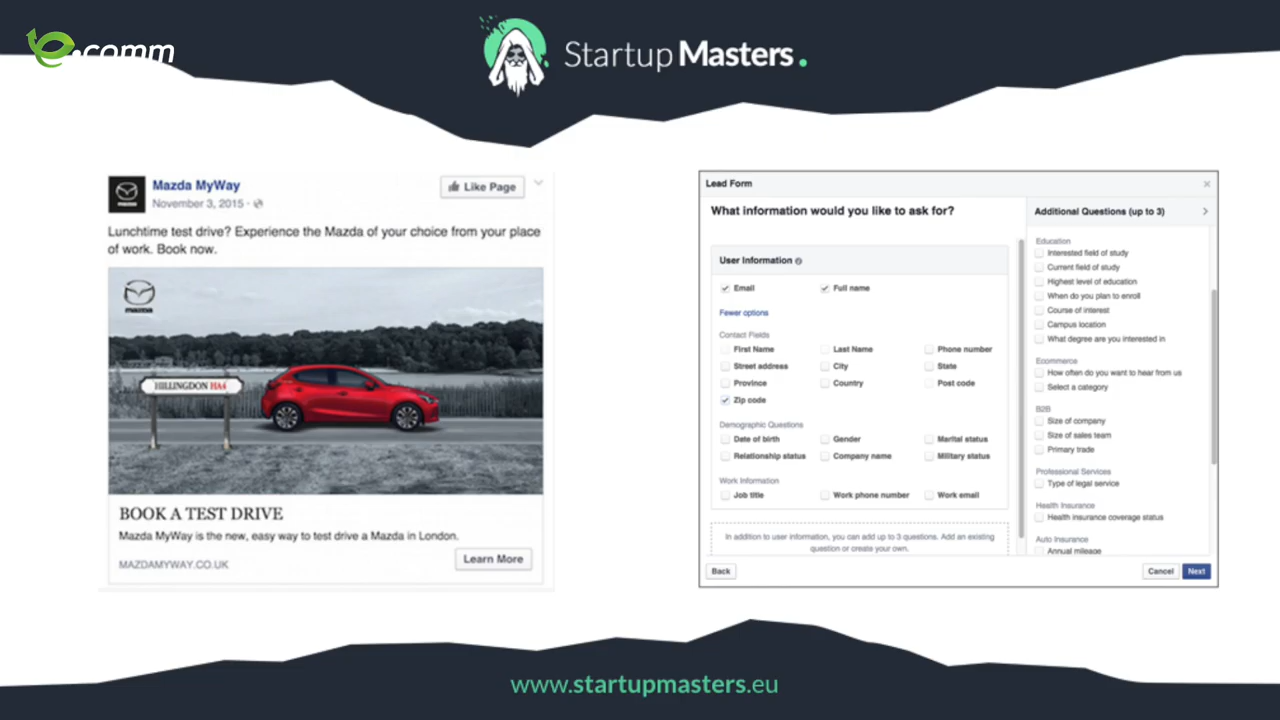 e.comm
Startup Masters.
Mazda MyWay
Like Page
November 3, 2015 ·
Lunchtime test drive? Experience the Mazda of your choice from your place
of work. Book now.
mazda
HILLINGDON HA4
BOOK A TEST DRIVE
Mazda MyWay is the new, easy way to test drive a Mazda in London.
MAZDAMYWAY.CO.UK
Learn More
Lead Form
What information would you like to ask for?
User Information
Email Full name
Fewer options
Contact Fields
First Name Last Name Phone number
Street address City State
Province Country Post code
Zip code
Demographic Questions
Date of birth Gender Marital status
Relationship status Company name Military status
Work Information
Job title Work phone number Work email
In addition to user information, you can add up to 3 questions. Add an existing
question or create your own.
Additional Questions (up to 3)
Education
Interested field of study
Current field of study
Highest level of education
When do you plan to enroll
Course of interest
Campus location
What degree are you interested in
Ecommerce
How often do you want to hear from us
Select a category
B2B
Size of company
Size of sales team
Primary trade
Professional Services
Type of legal service
Health Insurance
Health insurance coverage status
Auto Insurance
Annual mileage
Back
Cancel Next
www.startupmasters.eu